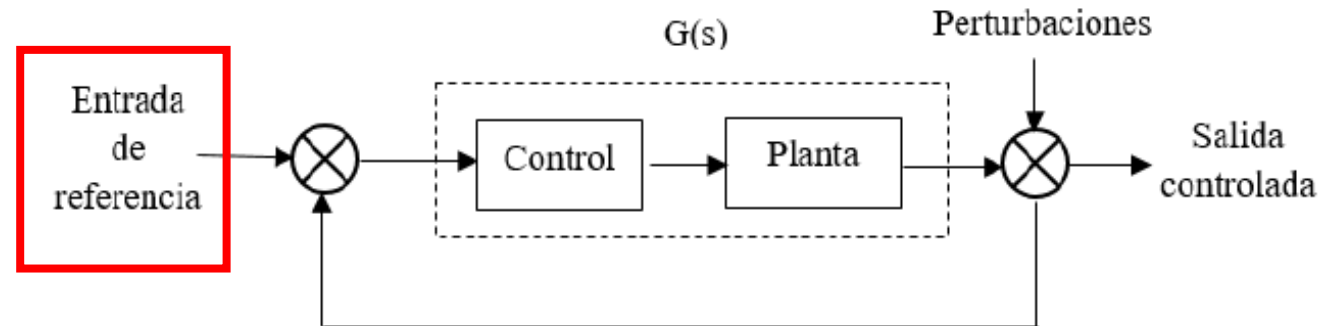 G(s)
Perturbaciones
Entrada
de
referencia
Control
Planta
Salida
controlada